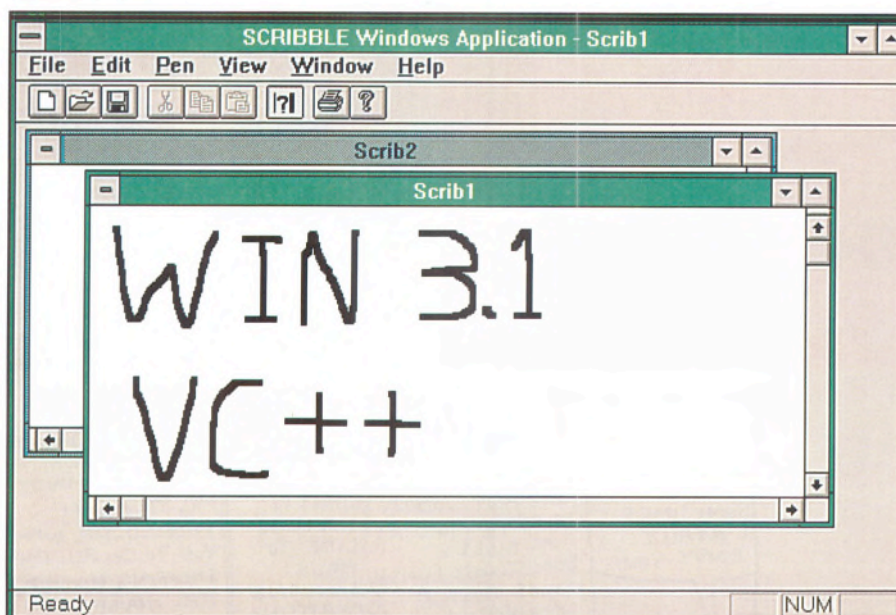 SCRIBBLE Windows Application - Scrib1
File Edit Pen View Window Help
Scrib2
Scrib1
WIN 3.1
VC++
Ready NUM